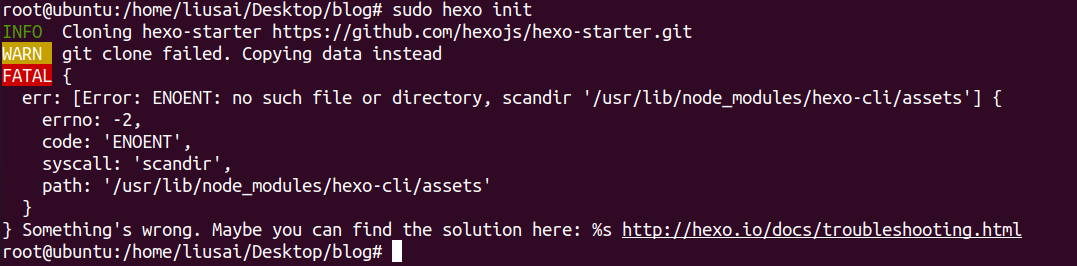 root@ubuntu:/home/liusai/Desktop/blog# sudo hexo init
INFO  Cloning hexo-starter https://github.com/hexojs/hexo-starter.git
WARN  git clone failed. Copying data instead
FATAL {
  err: [Error: ENOENT: no such file or directory, scandir '/usr/lib/node_modules/hexo-cli/assets'] {
    errno: -2,
    code: 'ENOENT',
    syscall: 'scandir',
    path: '/usr/lib/node_modules/hexo-cli/assets'
  }
} Something's wrong. Maybe you can find the solution here: %s http://hexo.io/docs/troubleshooting.html
root@ubuntu:/home/liusai/Desktop/blog#